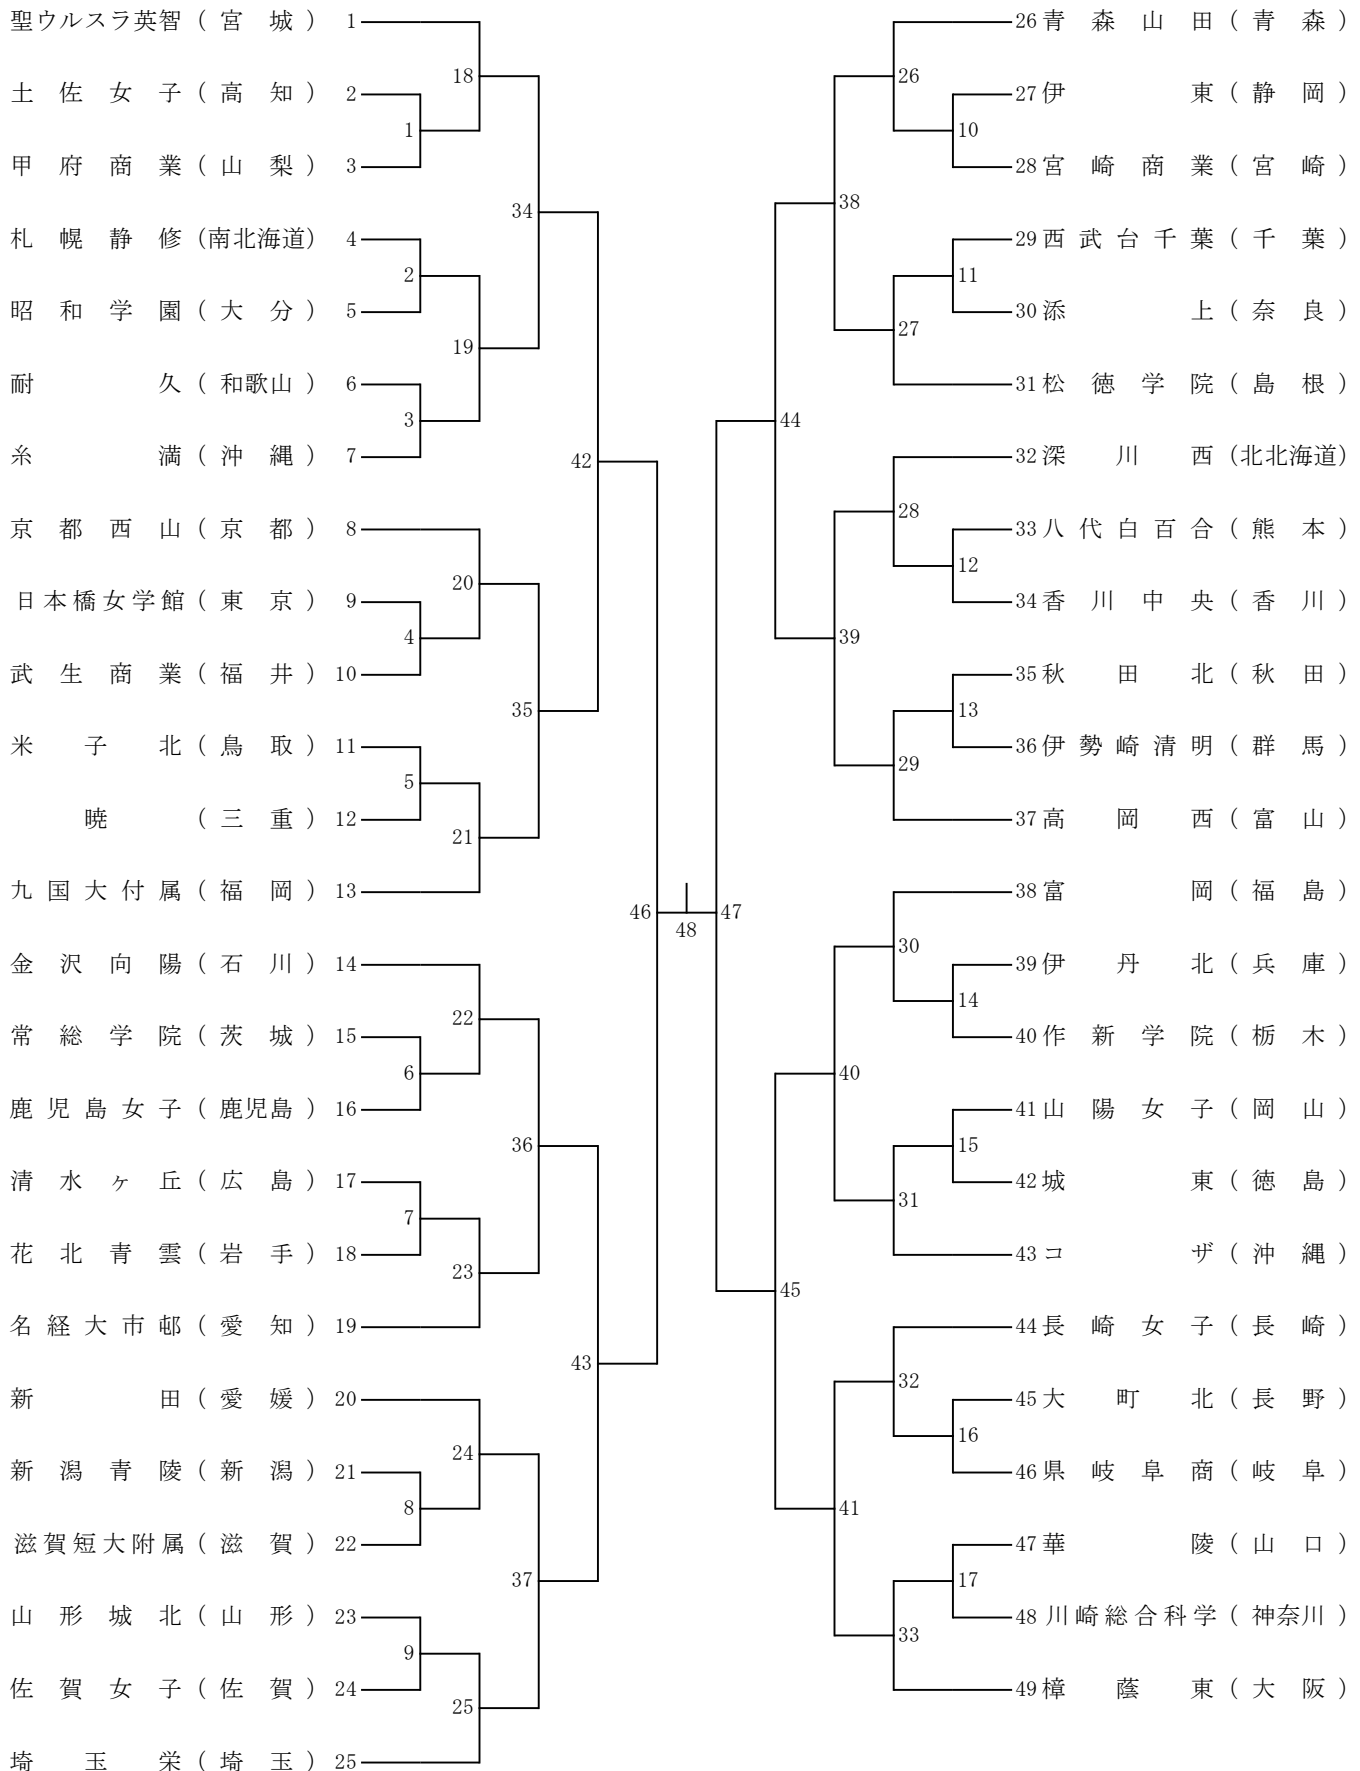 聖ウルスラ英智 ( 宮 城 ) 1
土 佐 女 子 ( 高 知 ) 2
甲 府 商 業 ( 山 梨 ) 3
札 幌 静 修 (南北海道) 4
昭 和 学 園 ( 大 分 ) 5
耐 久 ( 和歌山 ) 6
糸 満 ( 沖 縄 ) 7
京 都 西 山 ( 京 都 ) 8
日本橋女学館 ( 東 京 ) 9
武 生 商 業 ( 福 井 ) 10
米 子 北 ( 鳥 取 ) 11
暁 ( 三 重 ) 12
九 国 大 付 属 ( 福 岡 ) 13
金 沢 向 陽 ( 石 川 ) 14
常 総 学 院 ( 茨 城 ) 15
鹿 児 島 女 子 ( 鹿児島 ) 16
清 水 ヶ 丘 ( 広 島 ) 17
花 北 青 雲 ( 岩 手 ) 18
名 経 大 市 邨 ( 愛 知 ) 19
新 田 ( 愛 媛 ) 20
新 潟 青 陵 ( 新 潟 ) 21
滋賀短大附属 ( 滋 賀 ) 22
山 形 城 北 ( 山 形 ) 23
佐 賀 女 子 ( 佐 賀 ) 24
埼 玉 栄 ( 埼 玉 ) 25
1
2
3
4
5
6
7
8
9
18
19
20
21
22
23
24
25
34
35
36
37
42
43
46
48
47
44
45
38
39
40
41
26
27
28
29
30
31
32
33
10
11
12
13
14
15
16
17
26 青 森 山 田 ( 青 森 )
27 伊 東 ( 静 岡 )
28 宮 崎 商 業 ( 宮 崎 )
29 西 武 台 千 葉 ( 千 葉 )
30 添 上 ( 奈 良 )
31 松 徳 学 院 ( 島 根 )
32 深 川 西 (北北海道)
33 八 代 白 百 合 ( 熊 本 )
34 香 川 中 央 ( 香 川 )
35 秋 田 北 ( 秋 田 )
36 伊 勢 崎 清 明 ( 群 馬 )
37 高 岡 西 ( 富 山 )
38 富 岡 ( 福 島 )
39 伊 丹 北 ( 兵 庫 )
40 作 新 学 院 ( 栃 木 )
41 山 陽 女 子 ( 岡 山 )
42 城 東 ( 徳 島 )
43 コ ザ ( 沖 縄 )
44 長 崎 女 子 ( 長 崎 )
45 大 町 北 ( 長 野 )
46 県 岐 阜 商 ( 岐 阜 )
47 華 陵 ( 山 口 )
48 川崎総合科学 ( 神奈川 )
49 樟 蔭 東 ( 大 阪 )